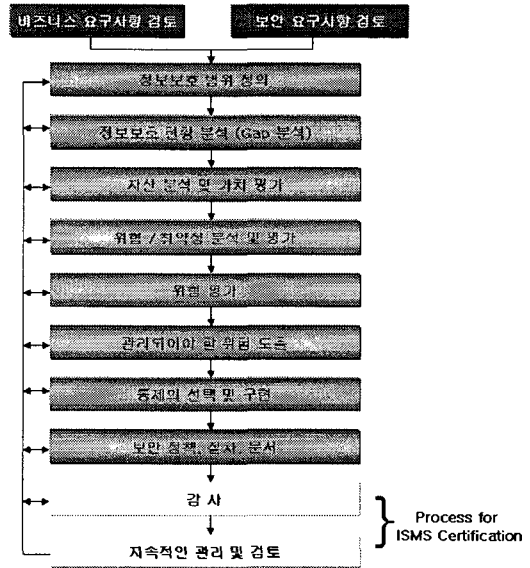 비즈니스 요구사항 검토
보안 요구사항 검토
정보보호 범위 정의
정보보호 현황 분석 (Gap 분석)
자산 분석 및 가치 평가
위협 / 취약성 분석 및 평가
위험 평가
관리되어야 할 위험 도출
통제의 선택 및 구현
보안 정책, 절차 문서
감 사
지속적인 관리 및 검토
Process for
ISMS Certification